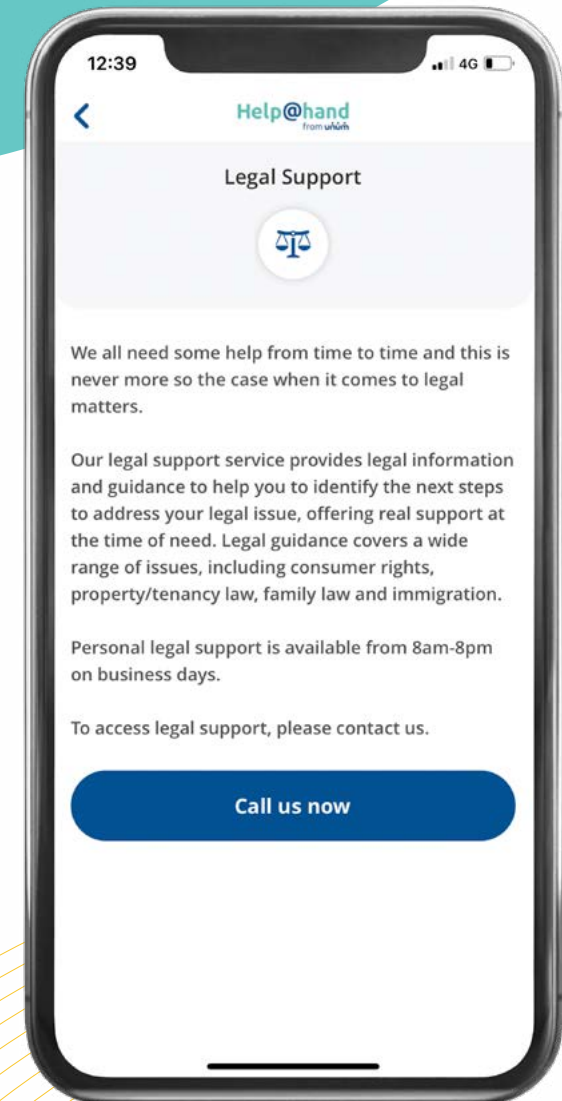 12:39
4G
Help@hand
from unum
Legal Support
We all need some help from time to time and this is
never more so the case when it comes to legal
matters.
Our legal support service provides legal information
and guidance to help you to identify the next steps
to address your legal issue, offering real support at
the time of need. Legal guidance covers a wide
range of issues, including consumer rights,
property/tenancy law, family law and immigration.
Personal legal support is available from 8am-8pm
on business days.
To access legal support, please contact us.
Call us now